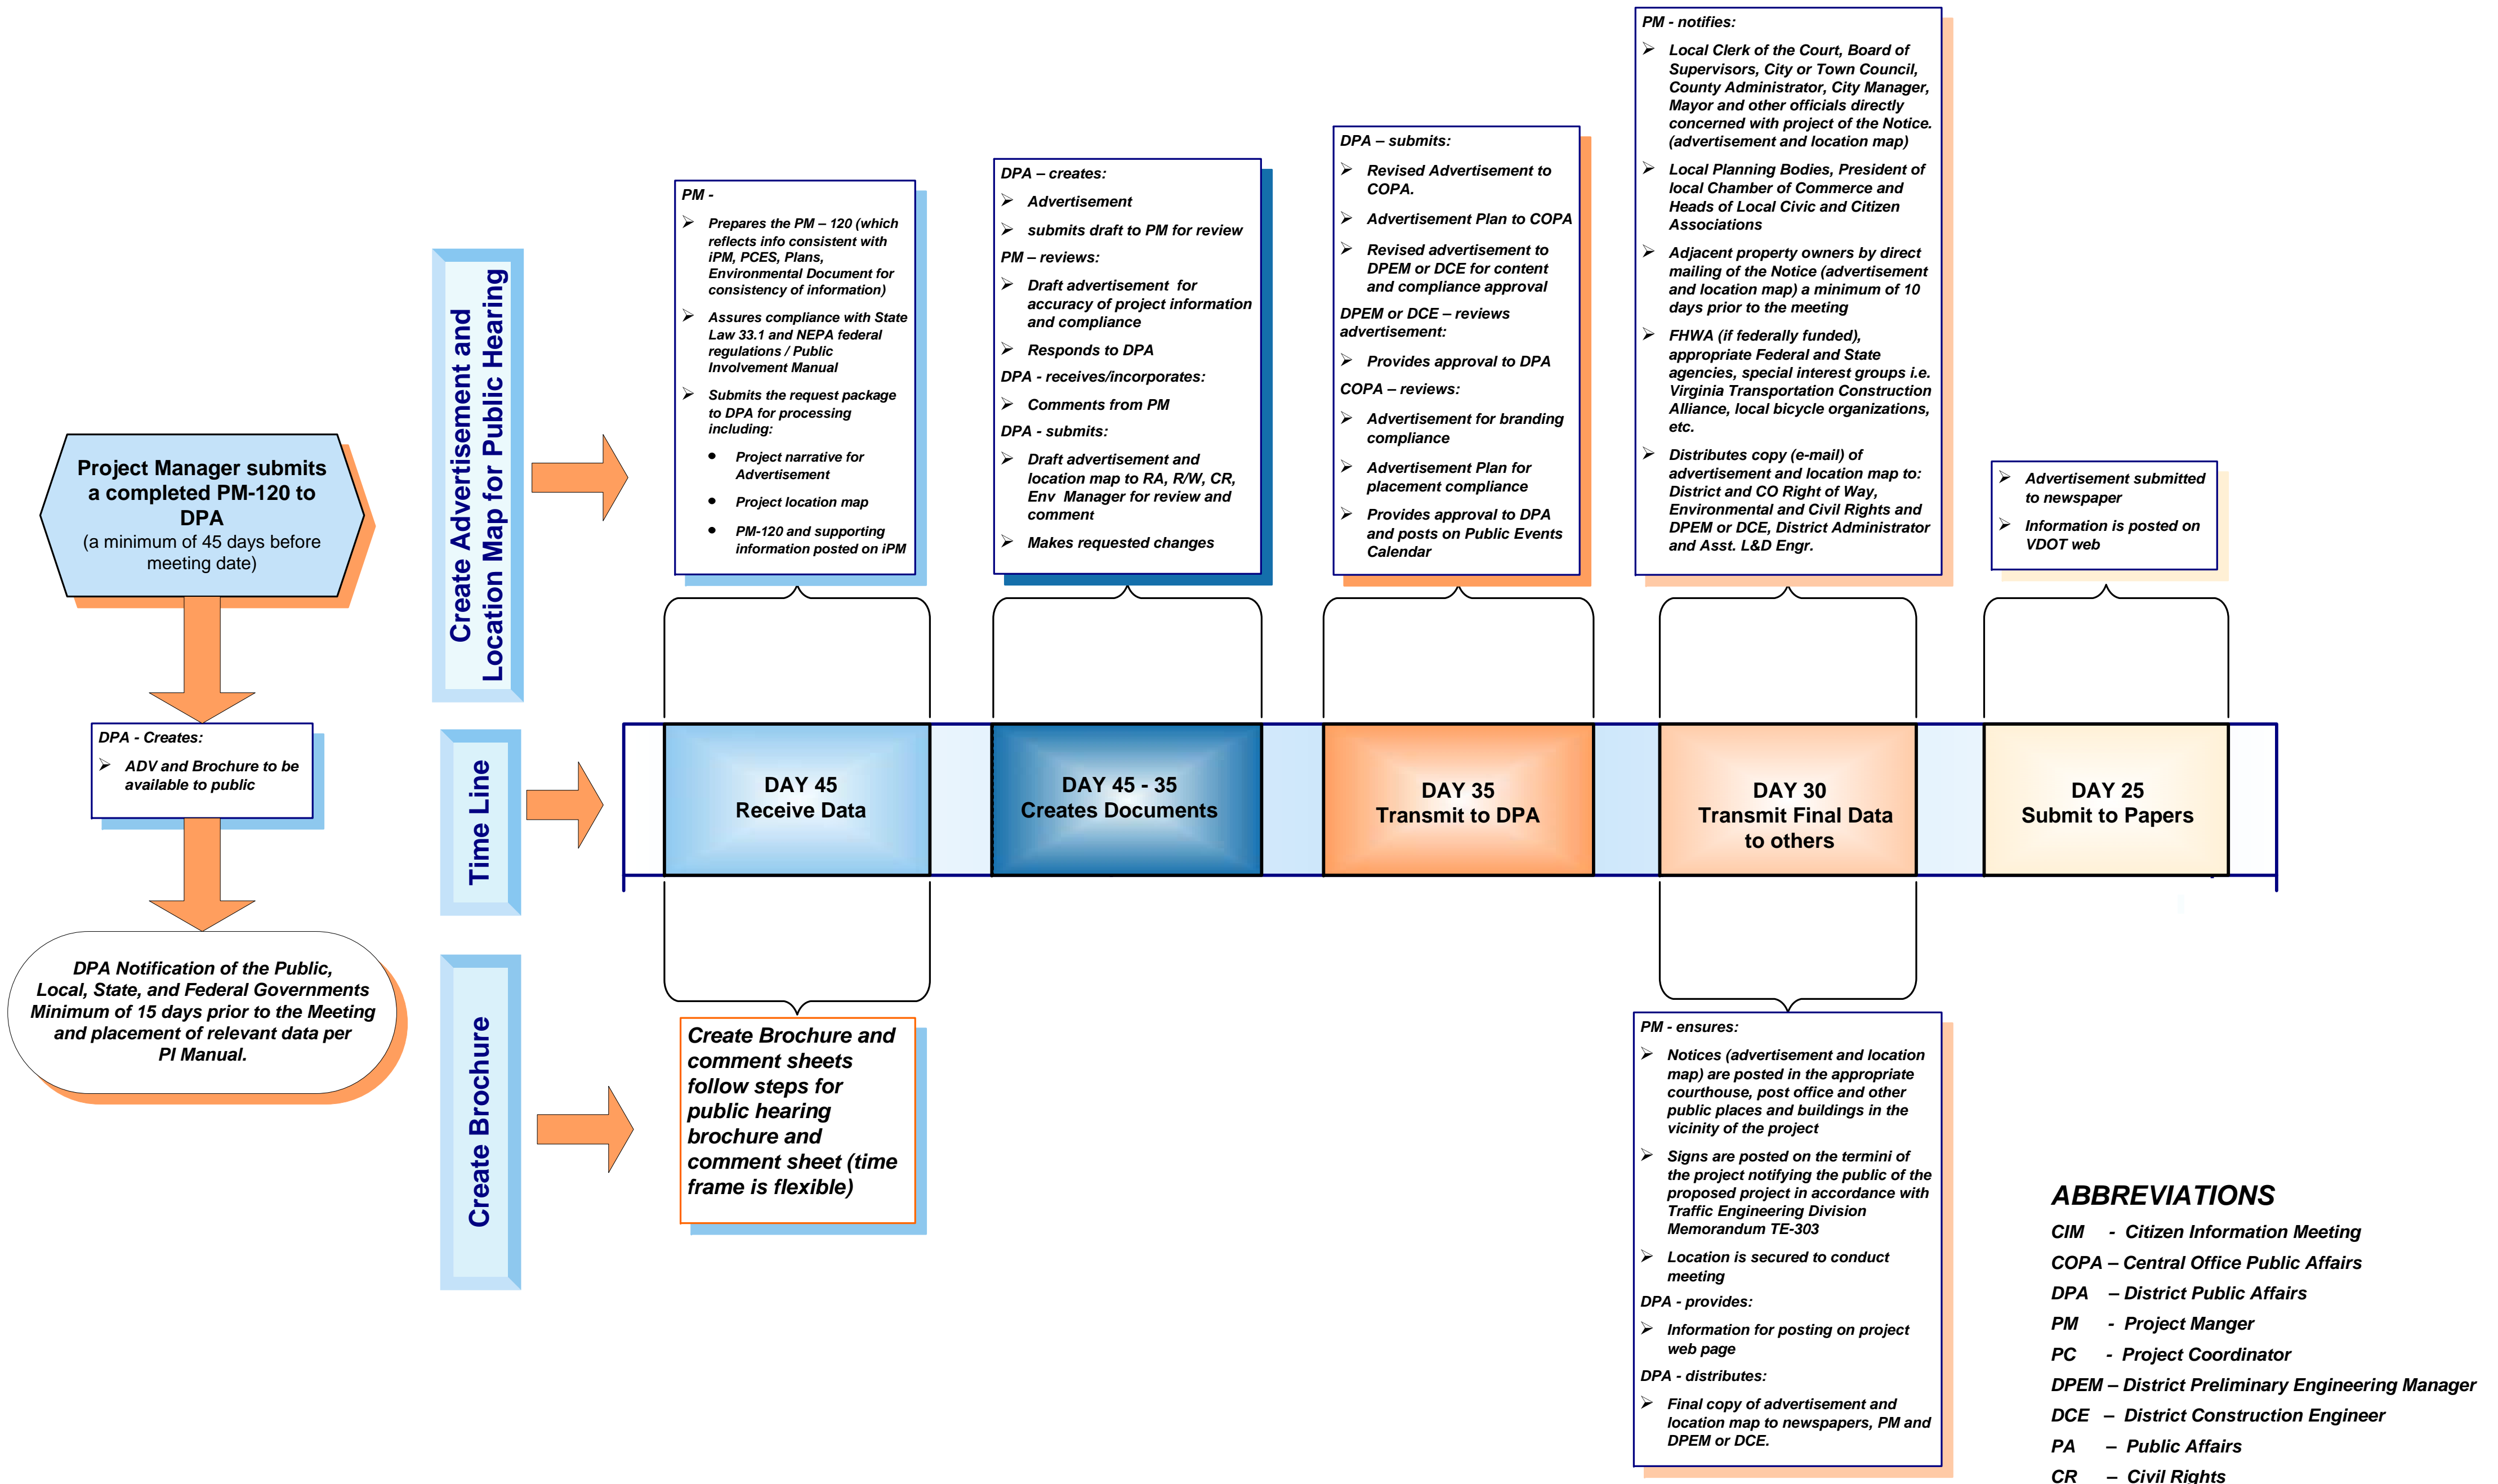 Project Manager submits
a completed PM-120 to
DPA
(a minimum of 45 days before
meeting date)
DPA - Creates:
➢ ADV and Brochure to be
available to public
DPA Notification of the Public,
Local, State, and Federal Governments
Minimum of 15 days prior to the Meeting
and placement of relevant data per
PI Manual.
Create Advertisement and
Location Map for Public Hearing
PM -
➢ Prepares the PM – 120 (which
reflects info consistent with
iPM, PCES, Plans,
Environmental Document for
consistency of information)
➢ Assures compliance with State
Law 33.1 and NEPA federal
regulations / Public
Involvement Manual
➢ Submits the request package
to DPA for processing
including:
• Project narrative for
Advertisement
• Project location map
• PM-120 and supporting
information posted on iPM
DPA – creates:
➢ Advertisement
➢ submits draft to PM for review
PM – reviews:
➢ Draft advertisement for
accuracy of project information
and compliance
➢ Responds to DPA
DPA - receives/incorporates:
➢ Comments from PM
DPA - submits:
➢ Draft advertisement and
location map to RA, R/W, CR,
Env Manager for review and
comment
➢ Makes requested changes
DPA – submits:
➢ Revised Advertisement to
COPA.
➢ Advertisement Plan to COPA
➢ Revised advertisement to
DPEM or DCE for content
and compliance approval
DPEM or DCE – reviews
advertisement:
➢ Provides approval to DPA
COPA – reviews:
➢ Advertisement for branding
compliance
➢ Advertisement Plan for
placement compliance
➢ Provides approval to DPA
and posts on Public Events
Calendar
PM - notifies:
➢ Local Clerk of the Court, Board of
Supervisors, City or Town Council,
County Administrator, City Manager,
Mayor and other officials directly
concerned with project of the Notice.
(advertisement and location map)
➢ Local Planning Bodies, President of
local Chamber of Commerce and
Heads of Local Civic and Citizen
Associations
➢ Adjacent property owners by direct
mailing of the Notice (advertisement
and location map) a minimum of 10
days prior to the meeting
➢ FHWA (if federally funded),
appropriate Federal and State
agencies, special interest groups i.e.
Virginia Transportation Construction
Alliance, local bicycle organizations,
etc.
➢ Distributes copy (e-mail) of
advertisement and location map to:
District and CO Right of Way,
Environmental and Civil Rights and
DPEM or DCE, District Administrator
and Asst. L&D Engr.
➢ Advertisement submitted
to newspaper
➢ Information is posted on
VDOT web
Time Line
DAY 45
Receive Data
DAY 45 - 35
Creates Documents
DAY 35
Transmit to DPA
DAY 30
Transmit Final Data
to others
DAY 25
Submit to Papers
Create Brochure
Create Brochure and
comment sheets
follow steps for
public hearing
brochure and
comment sheet (time
frame is flexible)
PM - ensures:
➢ Notices (advertisement and location
map) are posted in the appropriate
courthouse, post office and other
public places and buildings in the
vicinity of the project
➢ Signs are posted on the termini of
the project notifying the public of the
proposed project in accordance with
Traffic Engineering Division
Memorandum TE-303
➢ Location is secured to conduct
meeting
DPA - provides:
➢ Information for posting on project
web page
DPA - distributes:
➢ Final copy of advertisement and
location map to newspapers, PM and
DPEM or DCE.
ABBREVIATIONS
CIM - Citizen Information Meeting
COPA – Central Office Public Affairs
DPA – District Public Affairs
PM - Project Manger
PC - Project Coordinator
DPEM – District Preliminary Engineering Manager
DCE – District Construction Engineer
PA – Public Affairs
CR – Civil Rights